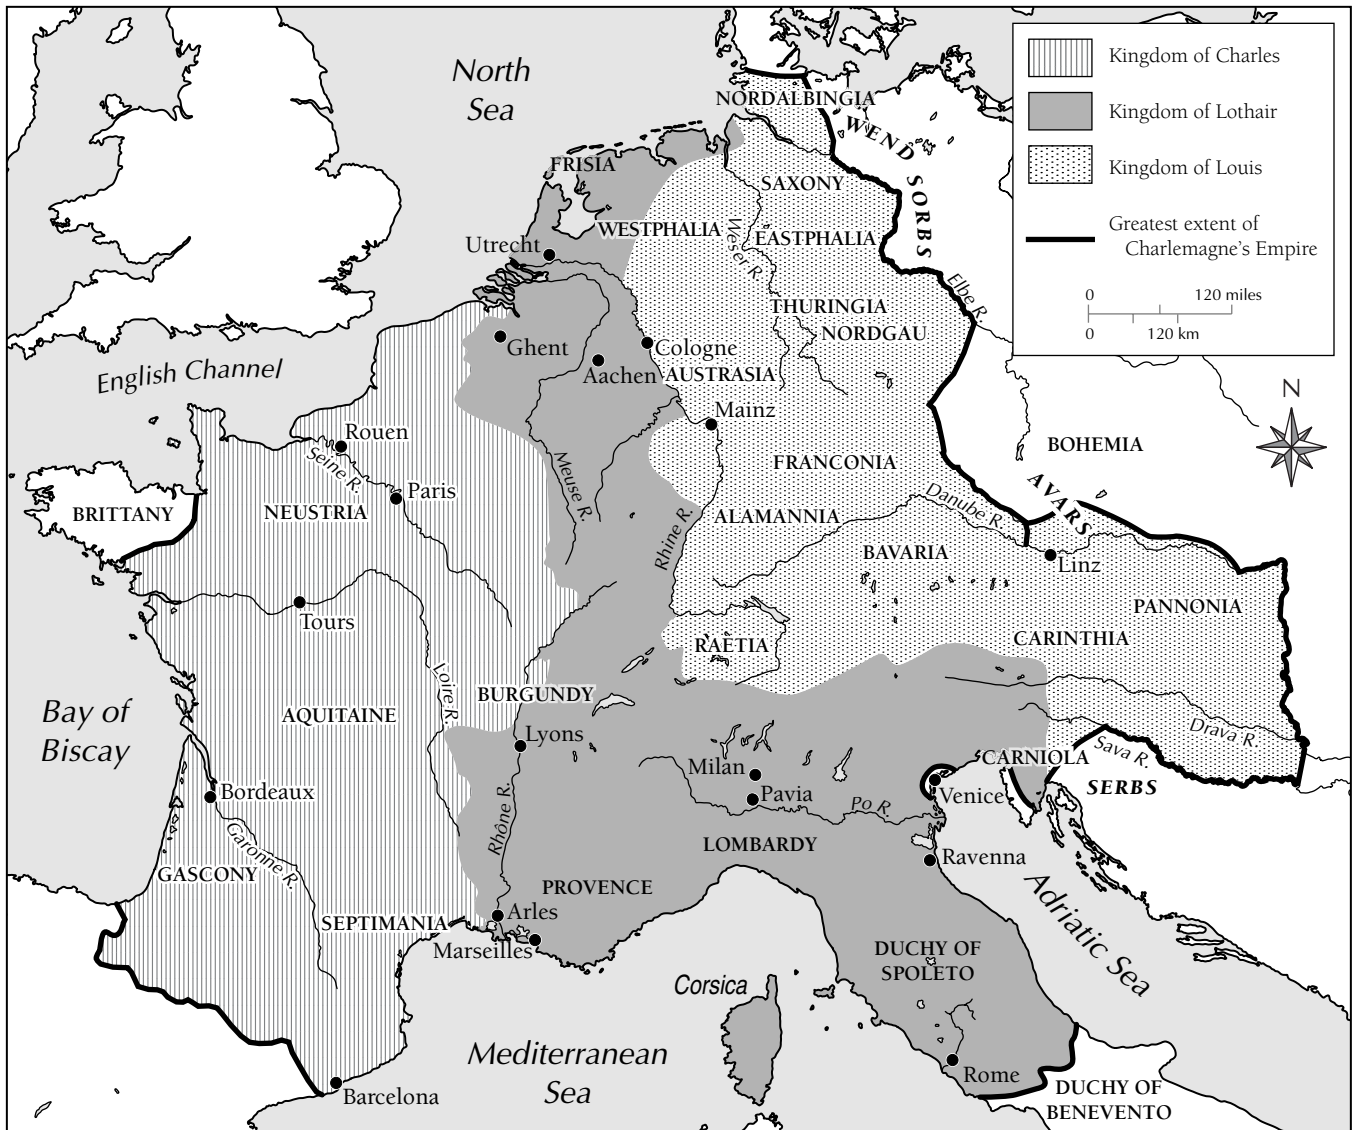 North
Sea
Kingdom of Charles
Kingdom of Lothair
Kingdom of Louis
Greatest extent of
Charlemagne's Empire
0 120 miles
0 120 km
N
NORDALBINGIA
WEND
SORBS
FRISIA
SAXONY
WESTPHALIA
Weser R.
EASTPHALIA
Utrecht
Elbe R.
THURINGIA
NORDGAU
Ghent
Cologne
Aachen
AUSTRASIA
English Channel
Mainz
Rouen
Seine R.
BOHEMIA
FRANCONIA
Meuse R.
Paris
AVARS
BRITTANY
NEUSTRIA
Danube R.
ALAMANNIA
Rhine R.
BAVARIA
Linz
PANNONIA
Tours
CARINTHIA
RAETIA
Loire R.
BURGUNDY
Bay of
Biscay
AQUITAINE
Drava R.
Lyons
Sava R.
CARNIOLA
Milan
SERBS
Bordeaux
Pavia
Po R.
Venice
Rhône R.
LOMBARDY
Garonne R.
Ravenna
GASCONY
PROVENCE
Adriatic Sea
Arles
SEPTIMANIA
Marseilles
DUCHY OF
SPOLETO
Corsica
Mediterranean
Sea
Rome
Barcelona
DUCHY OF
BENEVENTO